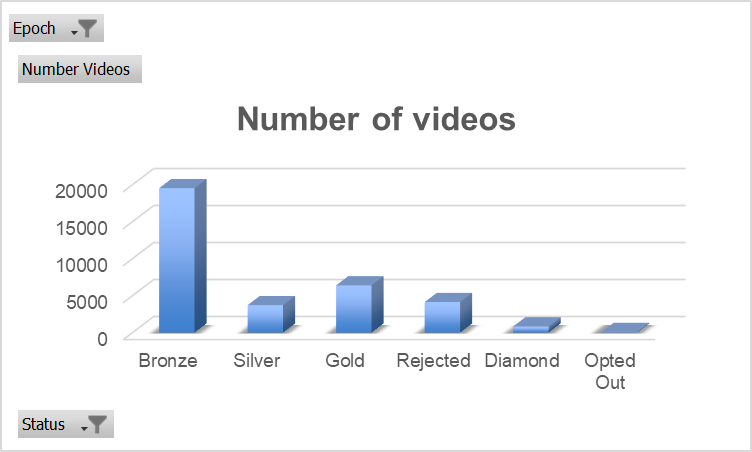 Epoch
Number Videos
Number of videos
20000
15000
10000
5000
0
Bronze
Silver
Gold
Rejected
Diamond
Opted
Out
Status